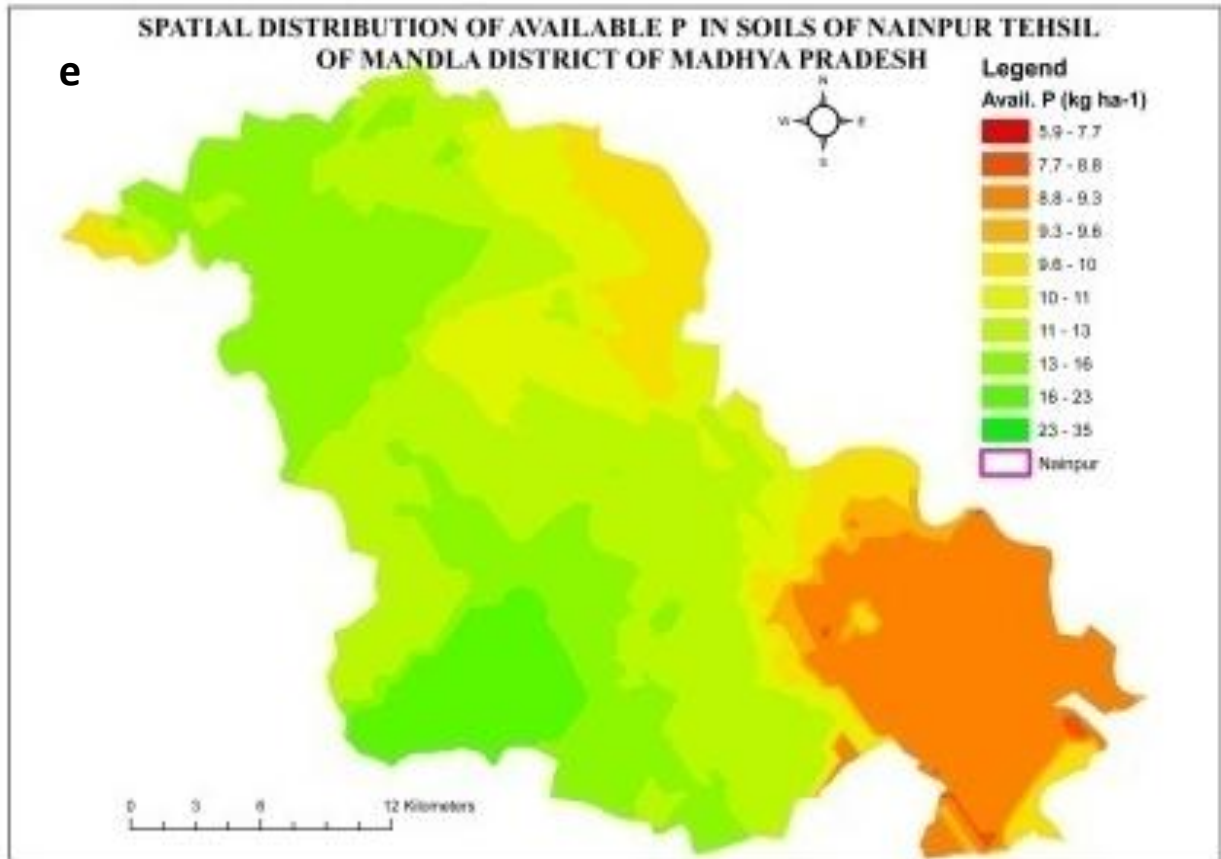 SPATIAL DISTRIBUTION OF AVAILABLE P IN SOILS OF NAINPUR TEHSIL
OF MANDLA DISTRICT OF MADHYA PRADESH
e
N
W E
S
Legend
Avail. P (kg ha-1)
5.9 - 7.7
7.7 - 8.8
8.8 - 9.3
9.3 - 9.6
9.6 - 10
10 - 11
11 - 13
13 - 16
16 - 23
23 - 35
Nainpur
0 3 6 12 Kilometers